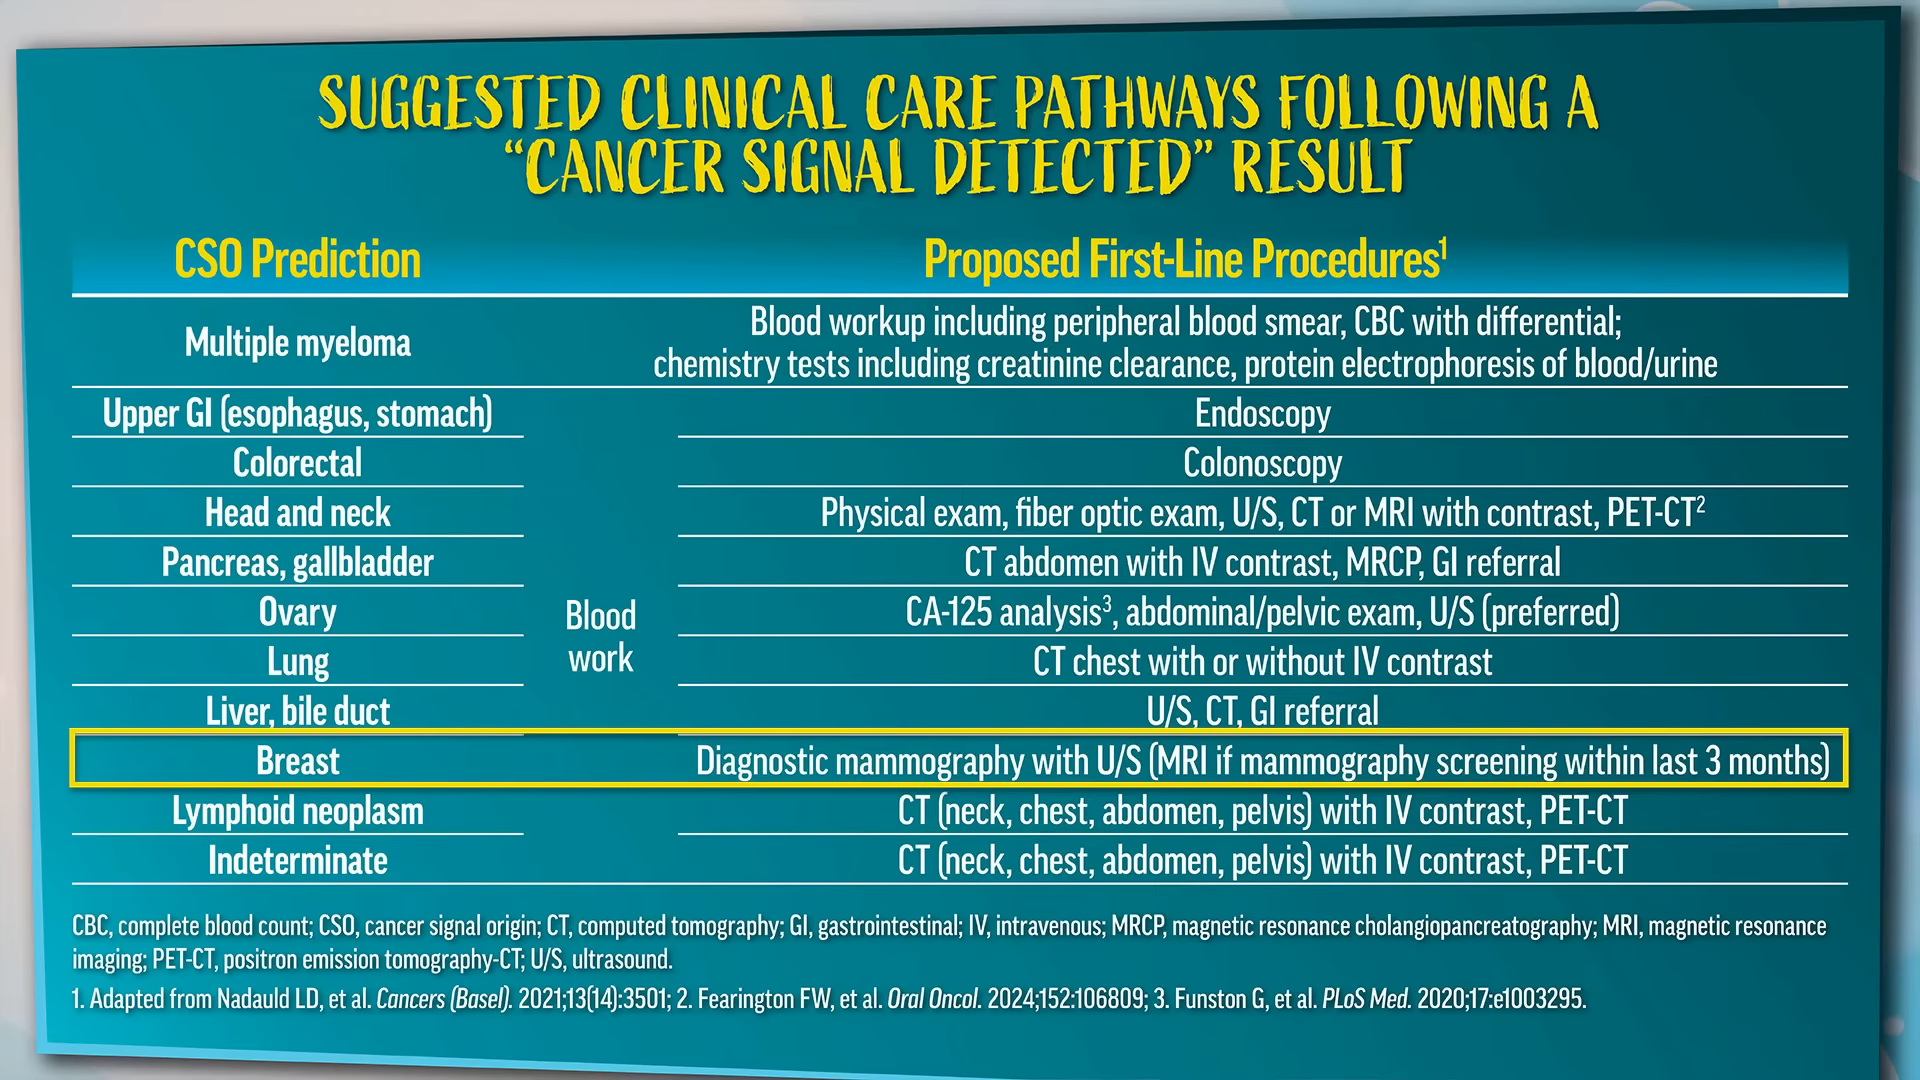 SUGGESTED CLINICAL CARE PATHWAYS FOLLOWING A
“CANCER SIGNAL DETECTED” RESULT
CSO Prediction
Proposed First-Line Procedures¹
Multiple myeloma
Blood workup including peripheral blood smear, CBC with differential;
chemistry tests including creatinine clearance, protein electrophoresis of blood/urine
Upper GI (esophagus, stomach)
Endoscopy
Colorectal
Colonoscopy
Head and neck
Physical exam, fiber optic exam, U/S, CT or MRI with contrast, PET-CT²
Pancreas, gallbladder
CT abdomen with IV contrast, MRCP, GI referral
Ovary
CA-125 analysis³, abdominal/pelvic exam, U/S (preferred)
Blood
work
Lung
CT chest with or without IV contrast
Liver, bile duct
U/S, CT, GI referral
Breast
Diagnostic mammography with U/S (MRI if mammography screening within last 3 months)
Lymphoid neoplasm
CT (neck, chest, abdomen, pelvis) with IV contrast, PET-CT
Indeterminate
CT (neck, chest, abdomen, pelvis) with IV contrast, PET-CT
CBC, complete blood count; CSO, cancer signal origin; CT, computed tomography; GI, gastrointestinal; IV, intravenous; MRCP, magnetic resonance cholangiopancreatography; MRI, magnetic resonance
imaging; PET-CT, positron emission tomography-CT; U/S, ultrasound.
1. Adapted from Nadauld LD, et al. Cancers (Basel). 2021;13(14):3501; 2. Fearington FW, et al. Oral Oncol. 2024;152:106809; 3. Funston G, et al. PLoS Med. 2020;17:e1003295.